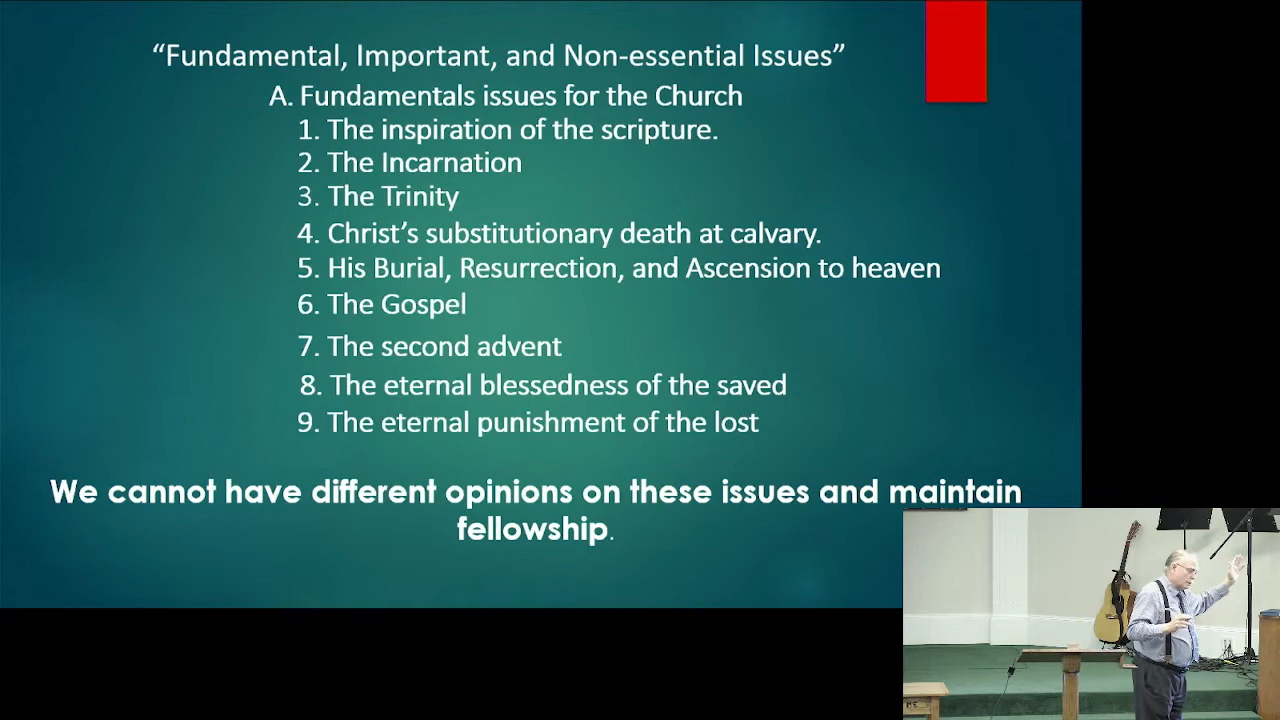 “Fundamental, Important, and Non-essential Issues”
A. Fundamentals issues for the Church
1. The inspiration of the scripture.
2. The Incarnation
3. The Trinity
4. Christ’s substitutionary death at calvary.
5. His Burial, Resurrection, and Ascension to heaven
6. The Gospel
7. The second advent
8. The eternal blessedness of the saved
9. The eternal punishment of the lost
We cannot have different opinions on these issues and maintain
fellowship.